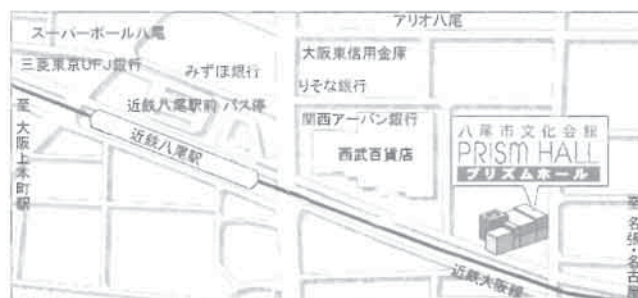 アリオ八尾
スーパーボール八尾
大阪東信用金庫
三菱東京UFJ銀行
みずほ銀行
りそな銀行
至 大阪上本町駅
近鉄八尾駅前 バス停
関西アーバン銀行
近鉄八尾駅
西武百貨店
八尾市文化会館
PRISM HALL
プリズムホール
至 名張・名古屋
近鉄大阪線